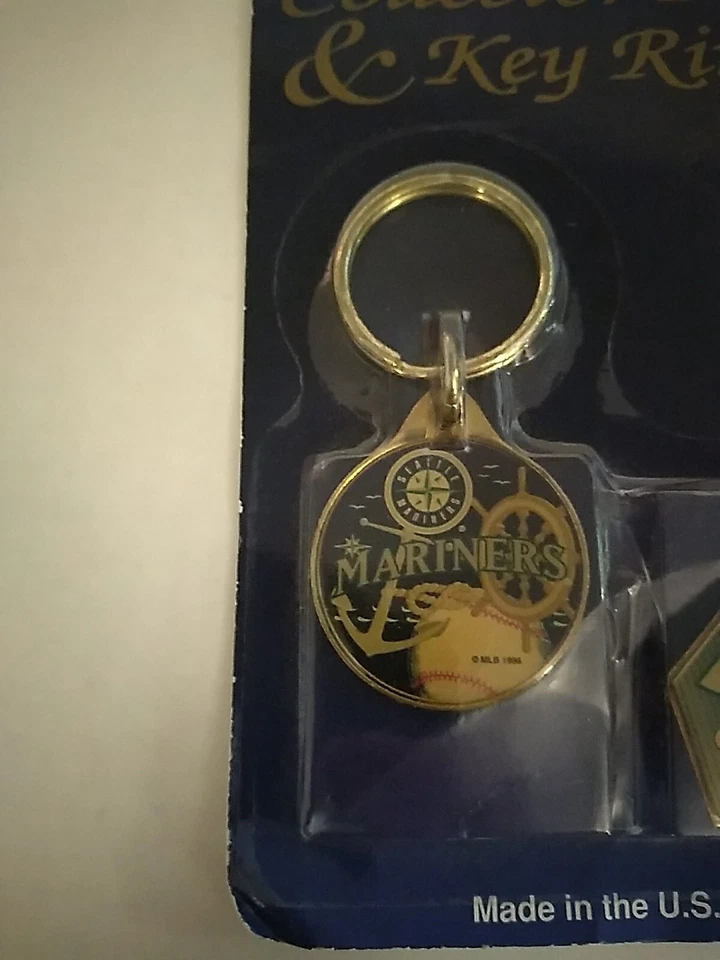 & Key Ri
SEATTLE
MARINERS
®
MARINERS
© MLB 1996
Made in the U.S.